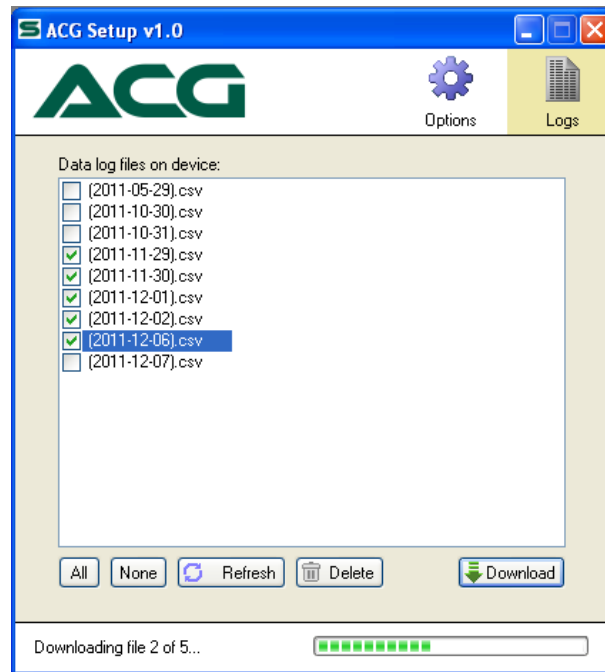 ACG Setup v1.0
ACG
Options
Logs
Data log files on device:
(2011-05-29).csv
(2011-10-30).csv
(2011-10-31).csv
(2011-11-29).csv
(2011-11-30).csv
(2011-12-01).csv
(2011-12-02).csv
(2011-12-06).csv
(2011-12-07).csv
All None Refresh Delete Download
Downloading file 2 of 5...